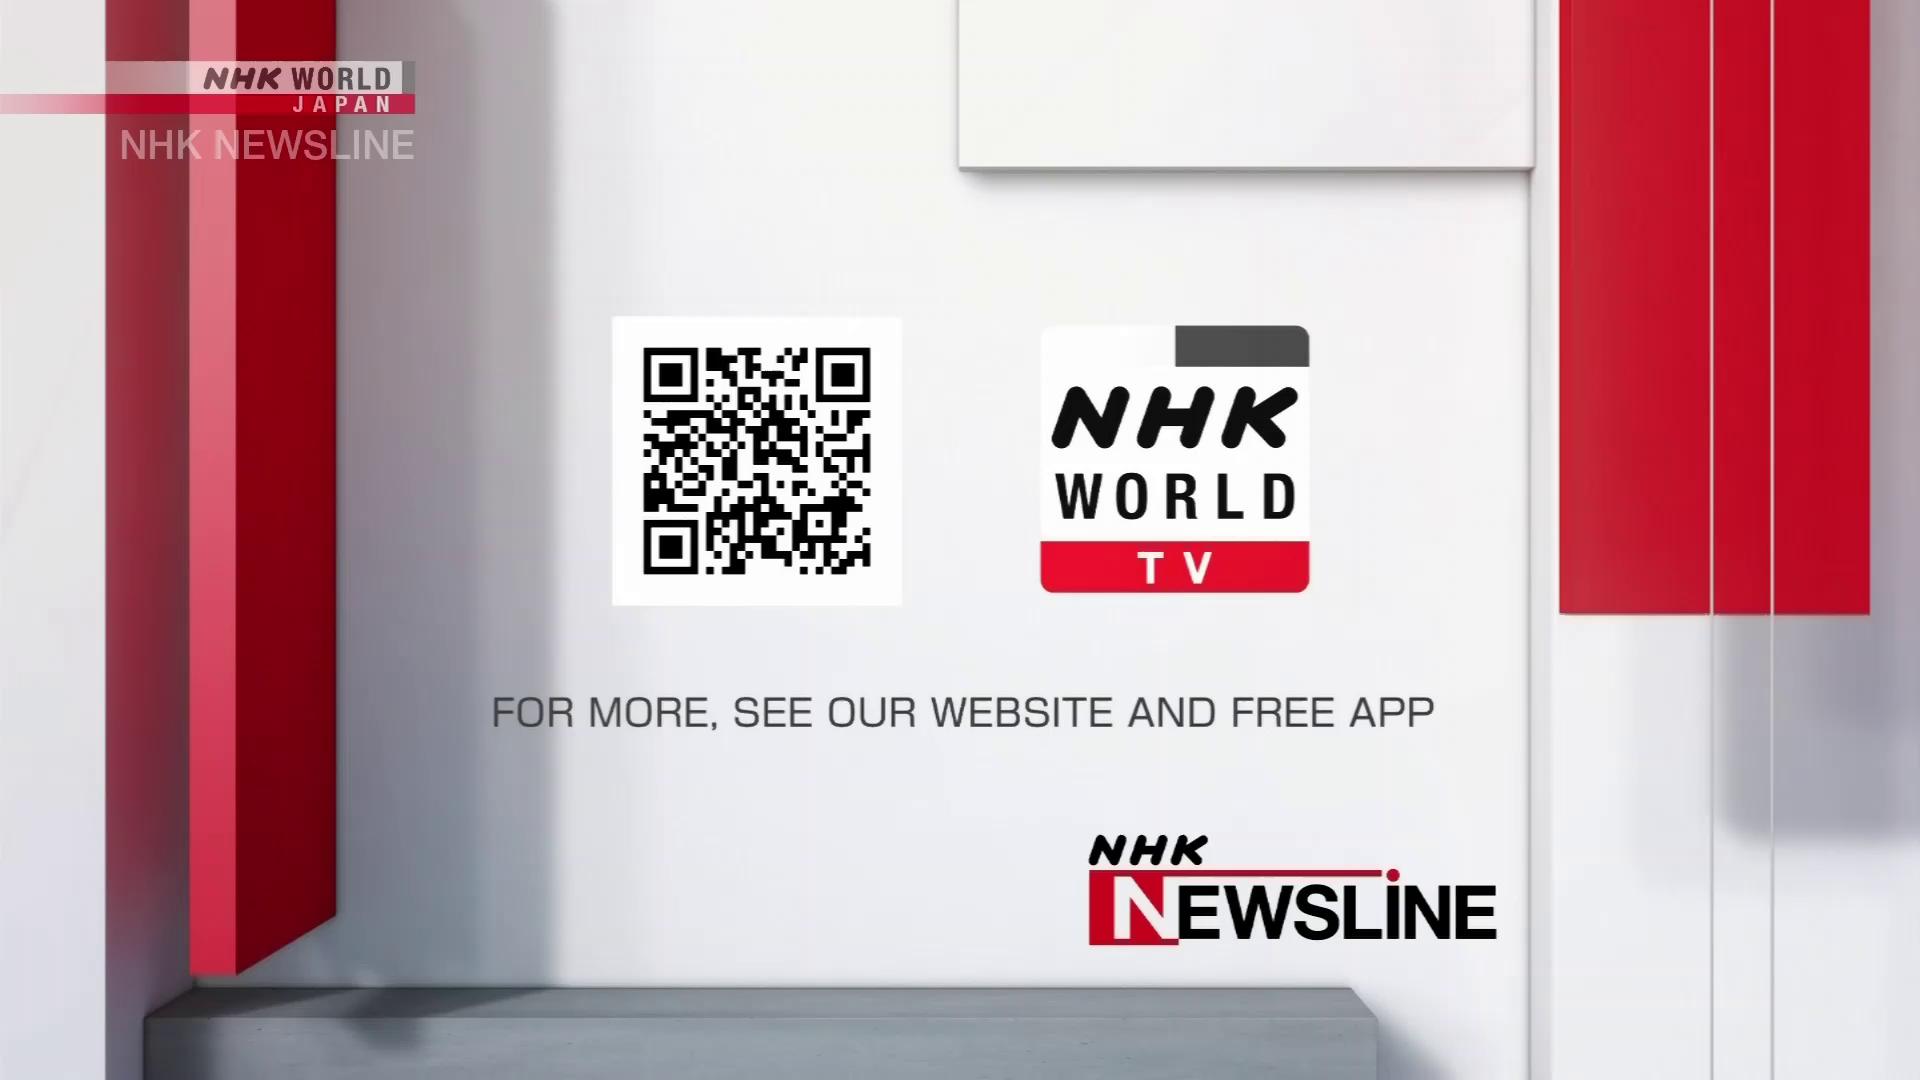 NHK WORLD
JAPAN
NHK NEWSLINE
NHK
WORLD
TV
FOR MORE, SEE OUR WEBSITE AND FREE APP
NHK
NEWSLINE